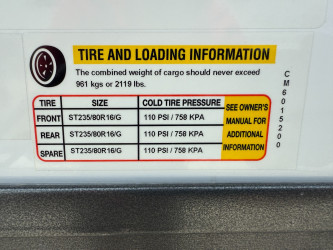 TIRE AND LOADING INFORMATION
The combined weight of cargo should never exceed
961 kgs or 2119 lbs.
TIRE SIZE COLD TIRE PRESSURE
FRONT ST235/80R16/G 110 PSI / 758 KPA
REAR ST235/80R16/G 110 PSI / 758 KPA
SPARE ST235/80R16/G 110 PSI / 758 KPA
SEE OWNER'S
MANUAL FOR
ADDITIONAL
INFORMATION
CM6015200